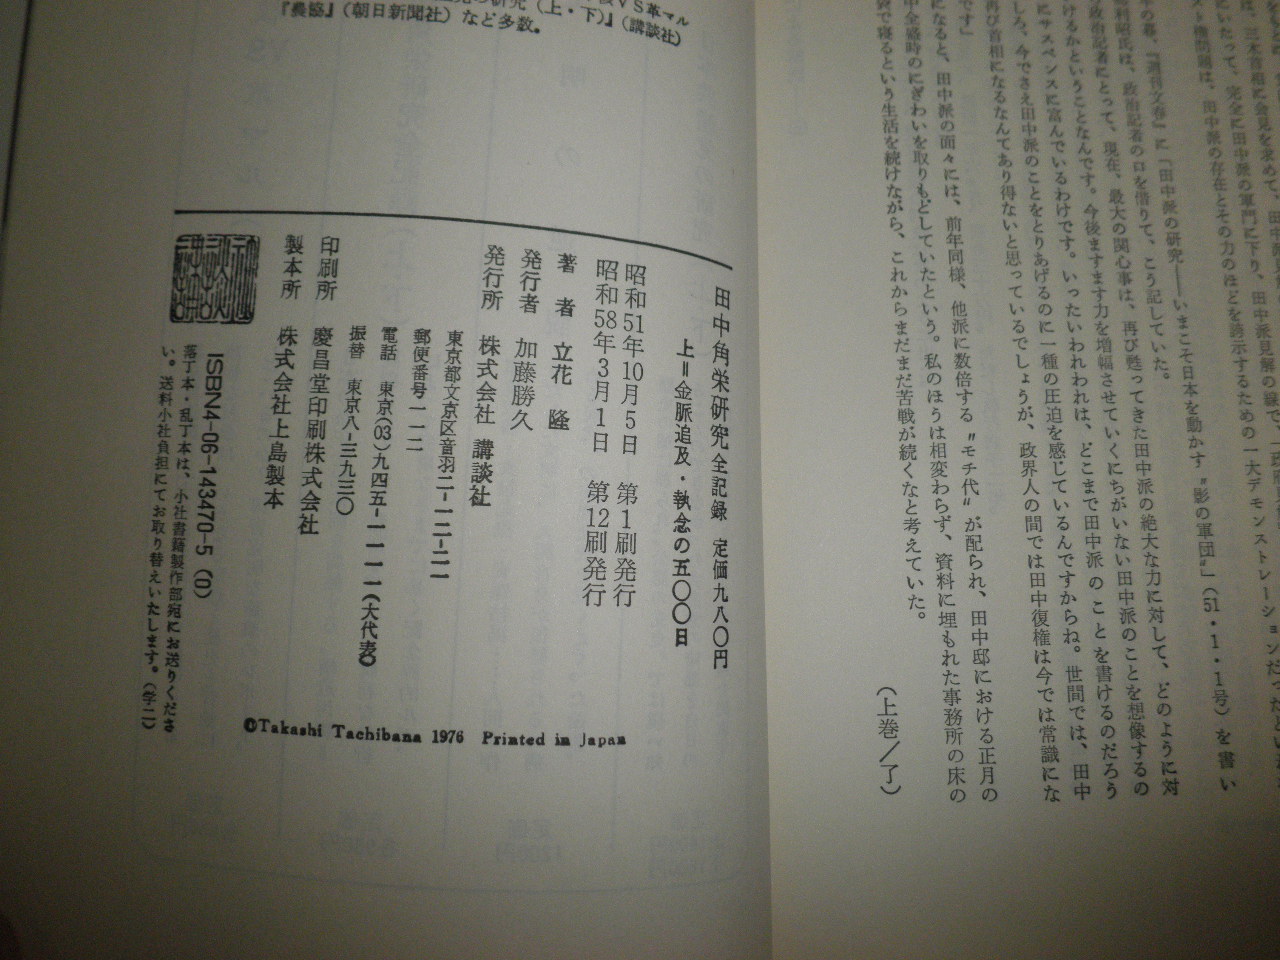 にいたって、完全に田中派の軍門に下り、田中派見解の線で
スト権問題は、田中派の存在とその力のほどを誇示するための一大デモンストレーションだった
年の暮、『週刊文春』に「田中派の研究――いまこそ日本を動かす〝影の軍団〟」(51・1・1号)を書い
利昭氏は、政治記者の口を借りて、こう記していた。
政治記者にとって、現在、最大の関心事は、再び甦ってきた田中派の絶大な力に対して、どのように対
けるかということなんです。今後ますます力を増幅させていくにちがいない田中派のことを想像するの
にサスペンスに富んでいるわけです。いったいわれわれは、どこまで田中派のことを書けるのだろう
しろ、今でさえ田中派のことをとりあげるのに一種の圧迫を感じているんですからね。世間では、田中
再び首相になるなんてあり得ないと思っているでしょうが、政界人の間では田中復権は今では常識にな
です」
になると、田中派の面々には、前年同様、他派に数倍する〝モチ代〟が配られ、田中邸における正月の
中全盛時のにぎわいを取りもどしていたという。私のほうは相変わらず、資料に埋もれた事務所の床の
袋で寝るという生活を続けながら、これからまだまだ苦戦が続くなと考えていた。
(上巻/了)
VS革マル
の研究(上・下)』(講談社)
『農協』(朝日新聞社)など多数。
田中角栄研究全記録 定価九八〇円
上=金脈追及・執念の五〇〇日
昭和51年10月5日 第1刷発行
昭和58年3月1日 第12刷発行
著者 立花 隆
発行者 加藤勝久
発行所 株式会社 講談社
東京都文京区音羽二-一二-二一
郵便番号一一二
電話 東京(03)九四五-一一一一(大代表)
振替 東京八-三九三〇
印刷所 慶昌堂印刷株式会社
製本所 株式会社上島製本
ISBN4-06-143470-5 (0)
落丁本・乱丁本は、小社書籍製作部宛にお送りくださ
い。送料小社負担にてお取り替えいたします。(学二)
©Takashi Tachibana 1976 Printed in Japan